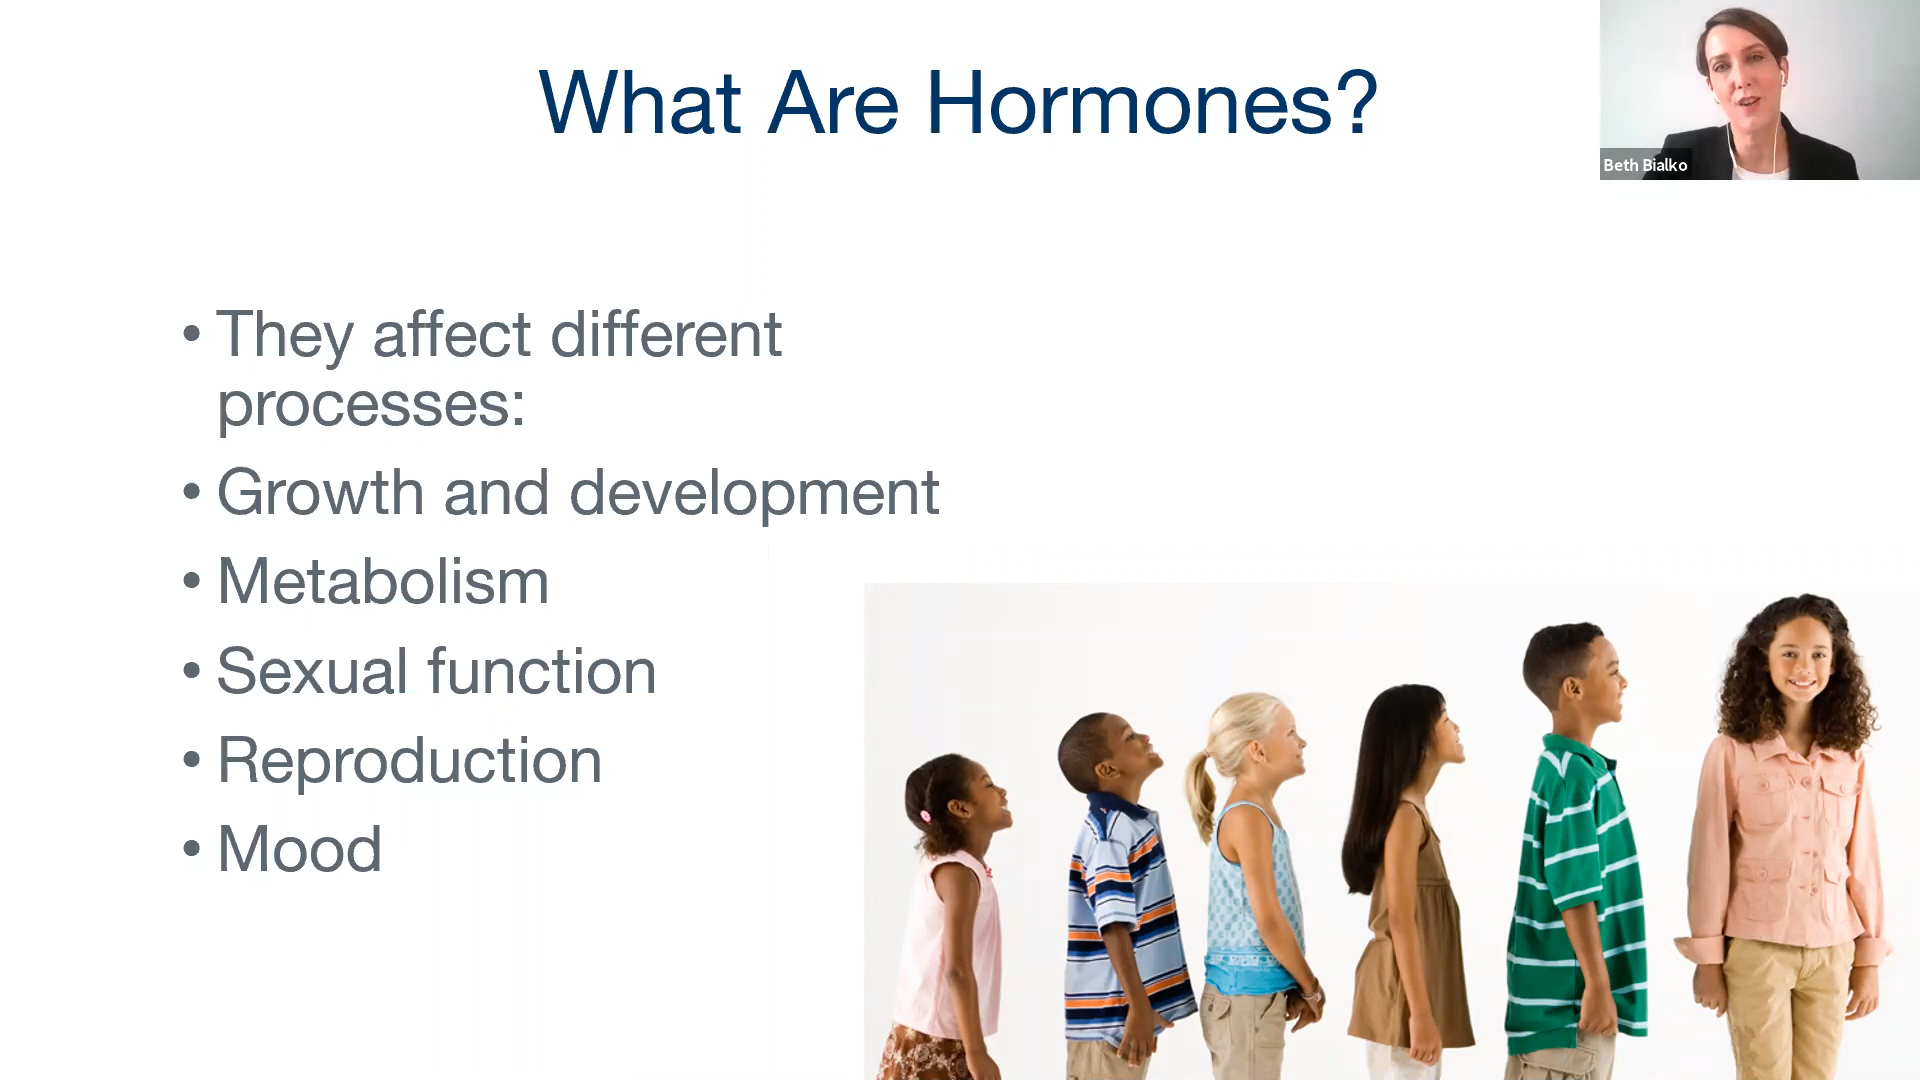 What Are Hormones?
Beth Bialko
• They affect different
processes:
• Growth and development
• Metabolism
• Sexual function
• Reproduction
• Mood